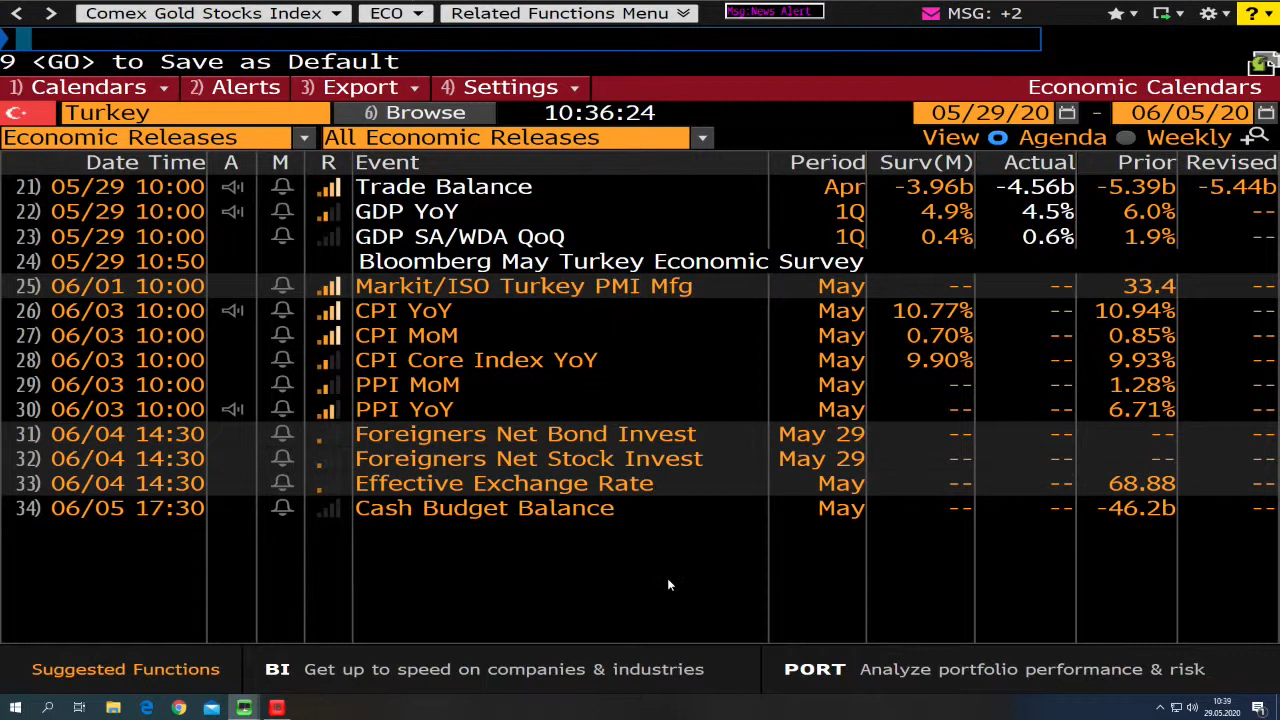 Comex Gold Stocks Index ECO Related Functions Menu Msg:News Alert MSG: +2 ?
9 <GO> to Save as Default
1) Calendars 2) Alerts 3) Export 4) Settings Economic Calendars
Turkey 6) Browse 10:36:24 05/29/20 - 06/05/20
Economic Releases All Economic Releases View Agenda Weekly
Date Time A M R Event Period Surv(M) Actual Prior Revised
21) 05/29 10:00 Trade Balance Apr -3.96b -4.56b -5.39b -5.44b
22) 05/29 10:00 GDP YoY 1Q 4.9% 4.5% 6.0% --
23) 05/29 10:00 GDP SA/WDA QoQ 1Q 0.4% 0.6% 1.9% --
24) 05/29 10:50 Bloomberg May Turkey Economic Survey
25) 06/01 10:00 Markit/ISO Turkey PMI Mfg May -- -- 33.4 --
26) 06/03 10:00 CPI YoY May 10.77% -- 10.94% --
27) 06/03 10:00 CPI MoM May 0.70% -- 0.85% --
28) 06/03 10:00 CPI Core Index YoY May 9.90% -- 9.93% --
29) 06/03 10:00 PPI MoM May -- -- 1.28% --
30) 06/03 10:00 PPI YoY May -- -- 6.71% --
31) 06/04 14:30 Foreigners Net Bond Invest May 29 -- -- -- --
32) 06/04 14:30 Foreigners Net Stock Invest May 29 -- -- -- --
33) 06/04 14:30 Effective Exchange Rate May -- -- 68.88 --
34) 06/05 17:30 Cash Budget Balance May -- -- -46.2b --
Suggested Functions BI Get up to speed on companies & industries PORT Analyze portfolio performance & risk
10:39
29.05.2020
1